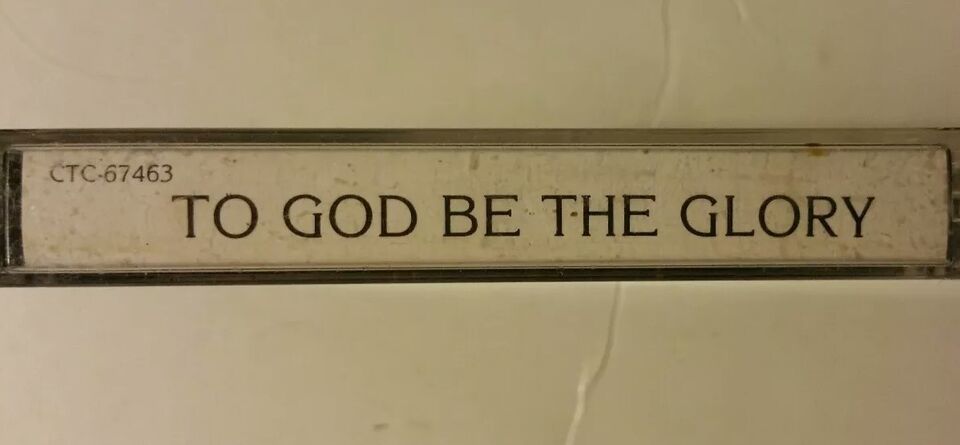 CTC-67463
TO GOD BE THE GLORY